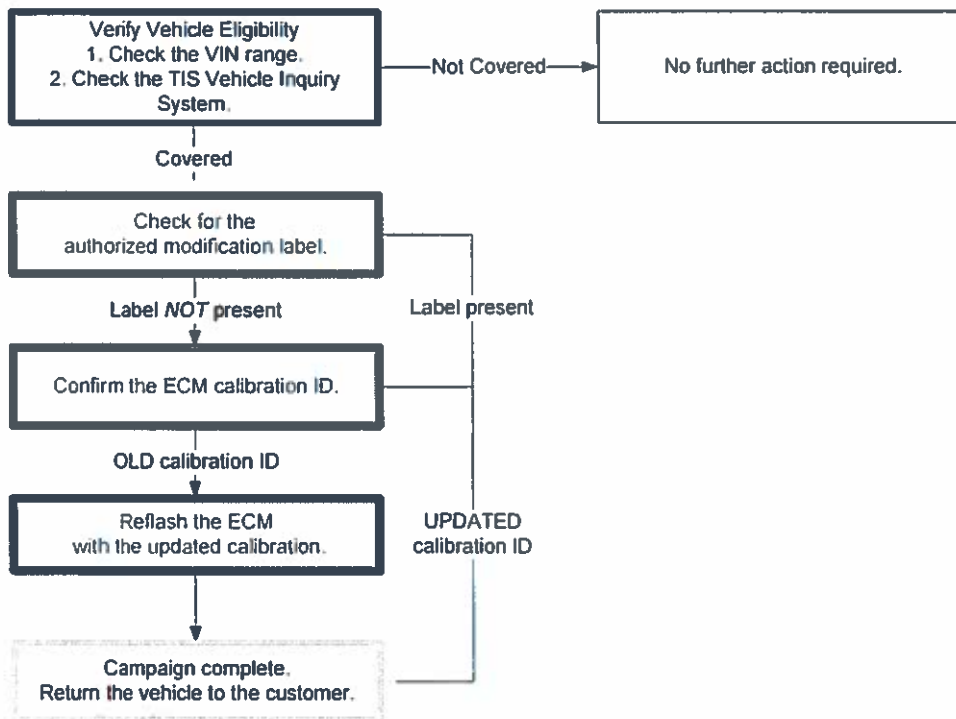 Verify Vehicle Eligibility
1. Check the VIN range.
2. Check the TIS Vehicle Inquiry
System.
Not Covered
No further action required.
Covered
Check for the
authorized modification label.
Label NOT present
Label present
Confirm the ECM calibration ID.
OLD calibration ID
Reflash the ECM
with the updated calibration.
UPDATED
calibration ID
Campaign complete.
Return the vehicle to the customer.